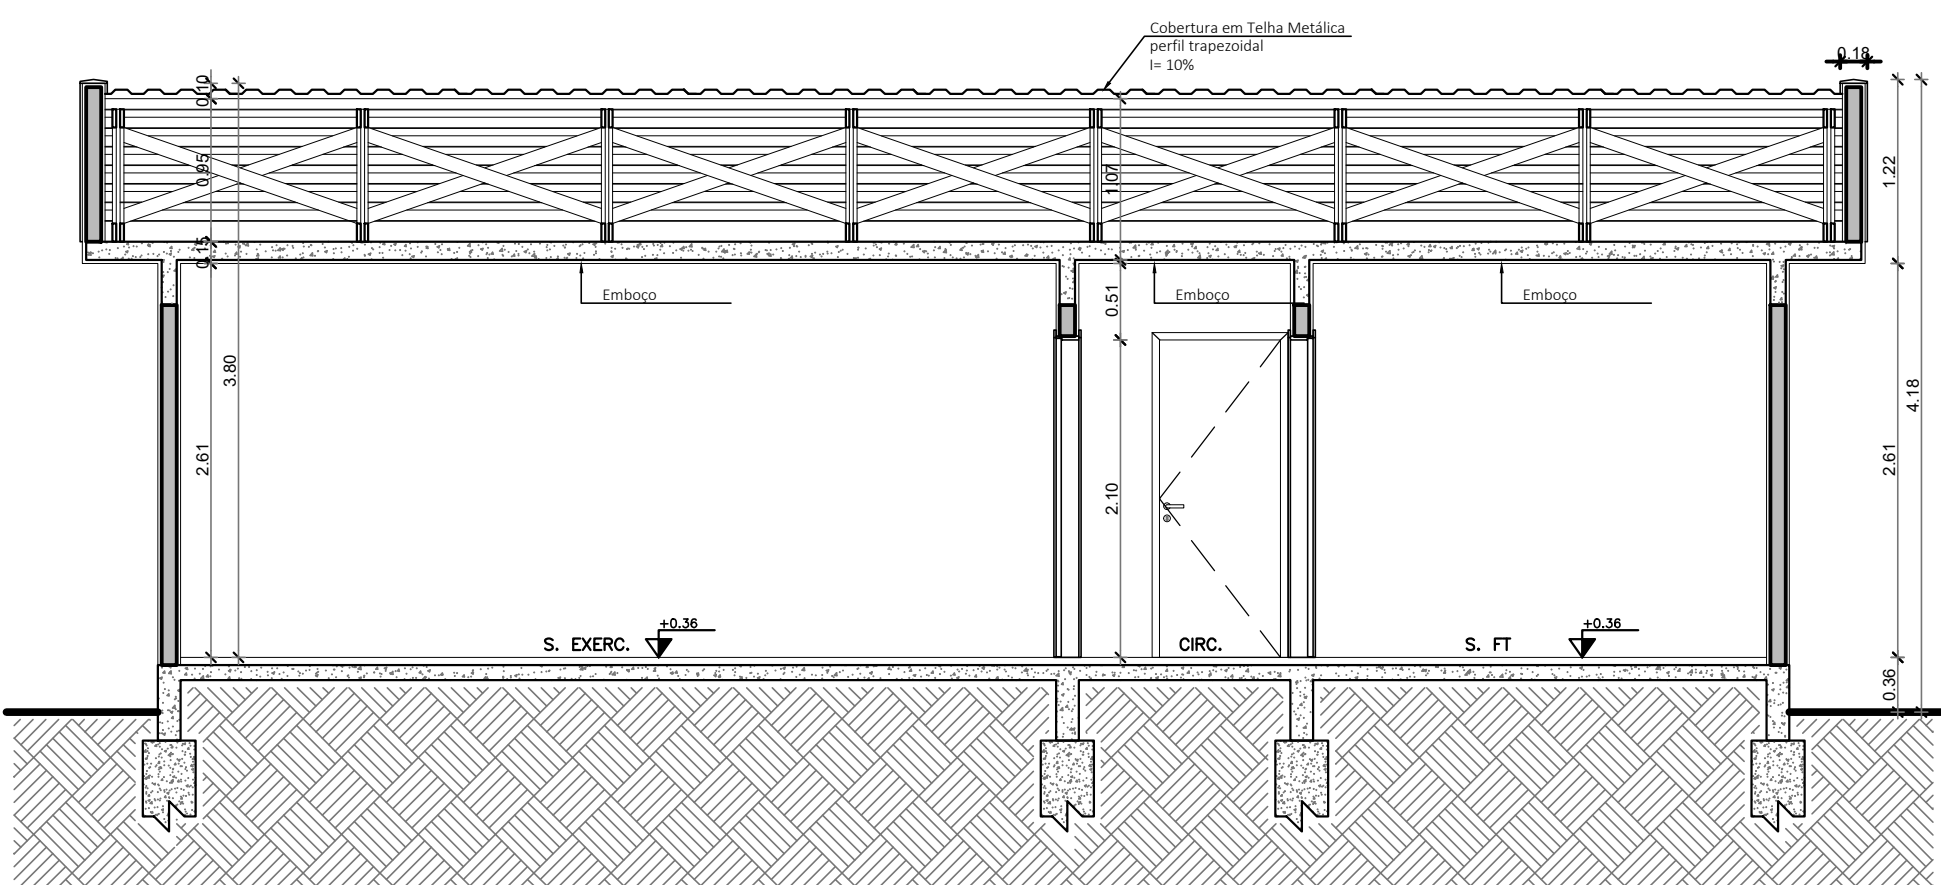 Cobertura em Telha Metálica
perfil trapezoidal
I= 10%
0.18
0.10
0.95
1.07
1.22
0.15
Emboço
Emboço
Emboço
0.51
3.80
4.18
2.61
2.10
2.61
+0.36
+0.36
S. EXERC.
CIRC.
S. FT
0.36